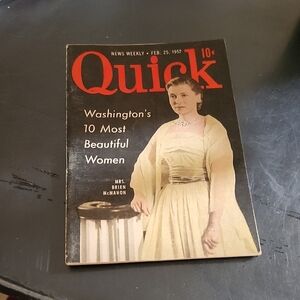 NEWS WEEKLY • FEB. 25, 1952
10¢
Quick
Washington's
10 Most
Beautiful
Women
MRS.
BRIEN
McMAHON